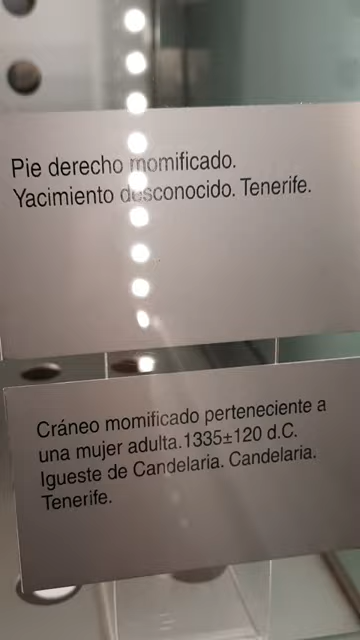 Pie derecho momificado.
Yacimiento desconocido. Tenerife.
Cráneo momificado perteneciente a
una mujer adulta.1335±120 d.C.
Igueste de Candelaria. Candelaria.
Tenerife.